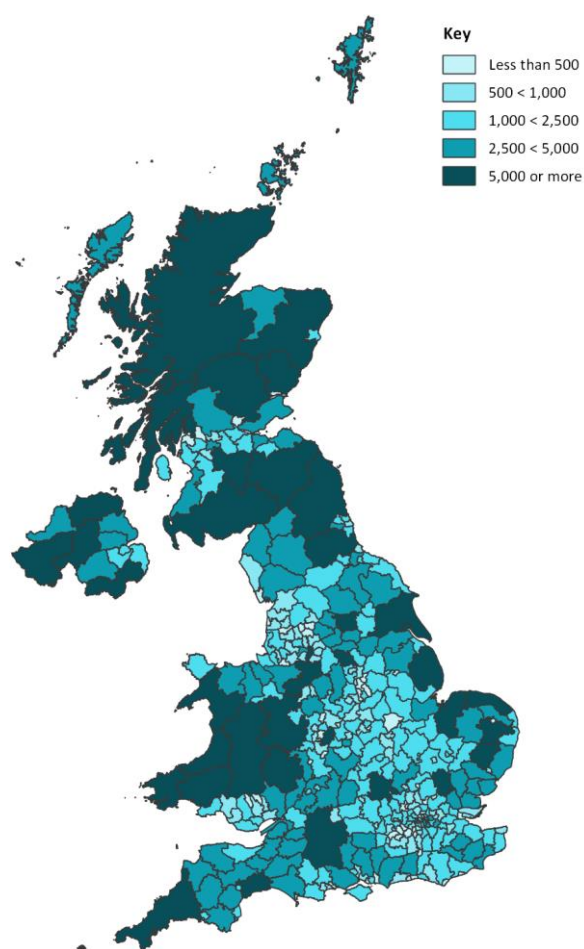 Key
Less than 500
500 < 1,000
1,000 < 2,500
2,500 < 5,000
5,000 or more